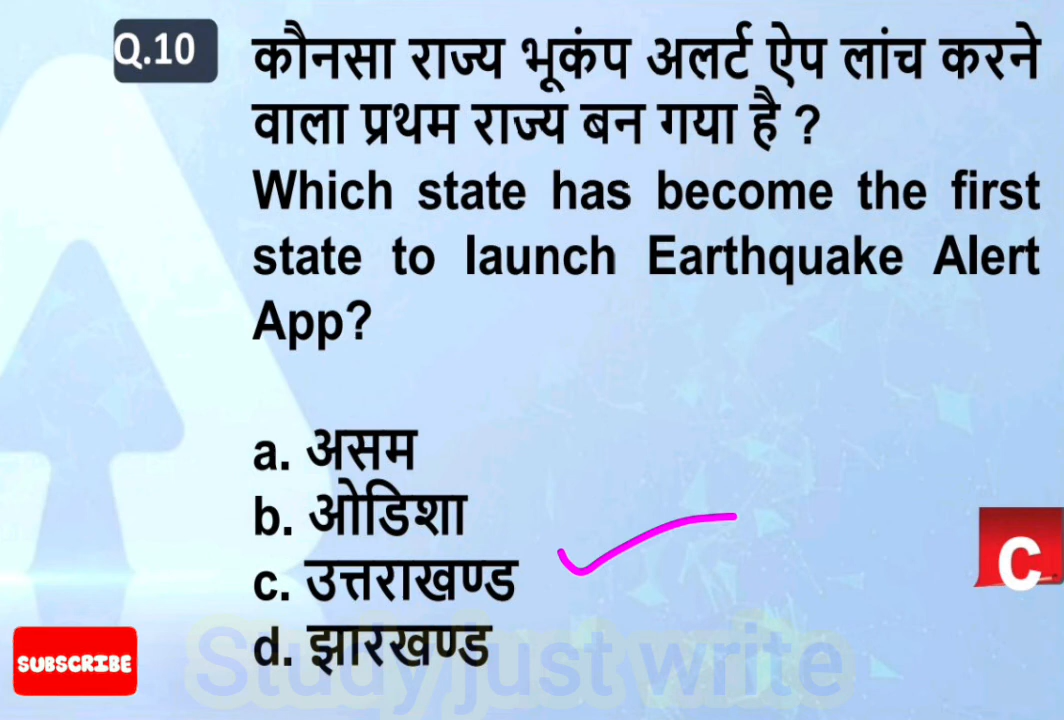 Q.10
कौनसा राज्य भूकंप अलर्ट ऐप लांच करने
वाला प्रथम राज्य बन गया है ?
Which state has become the first
state to launch Earthquake Alert
App?
a. असम
b. ओडिशा
c. उत्तराखण्ड
d. झारखण्ड
C
SUBSCRIBE
Study just write